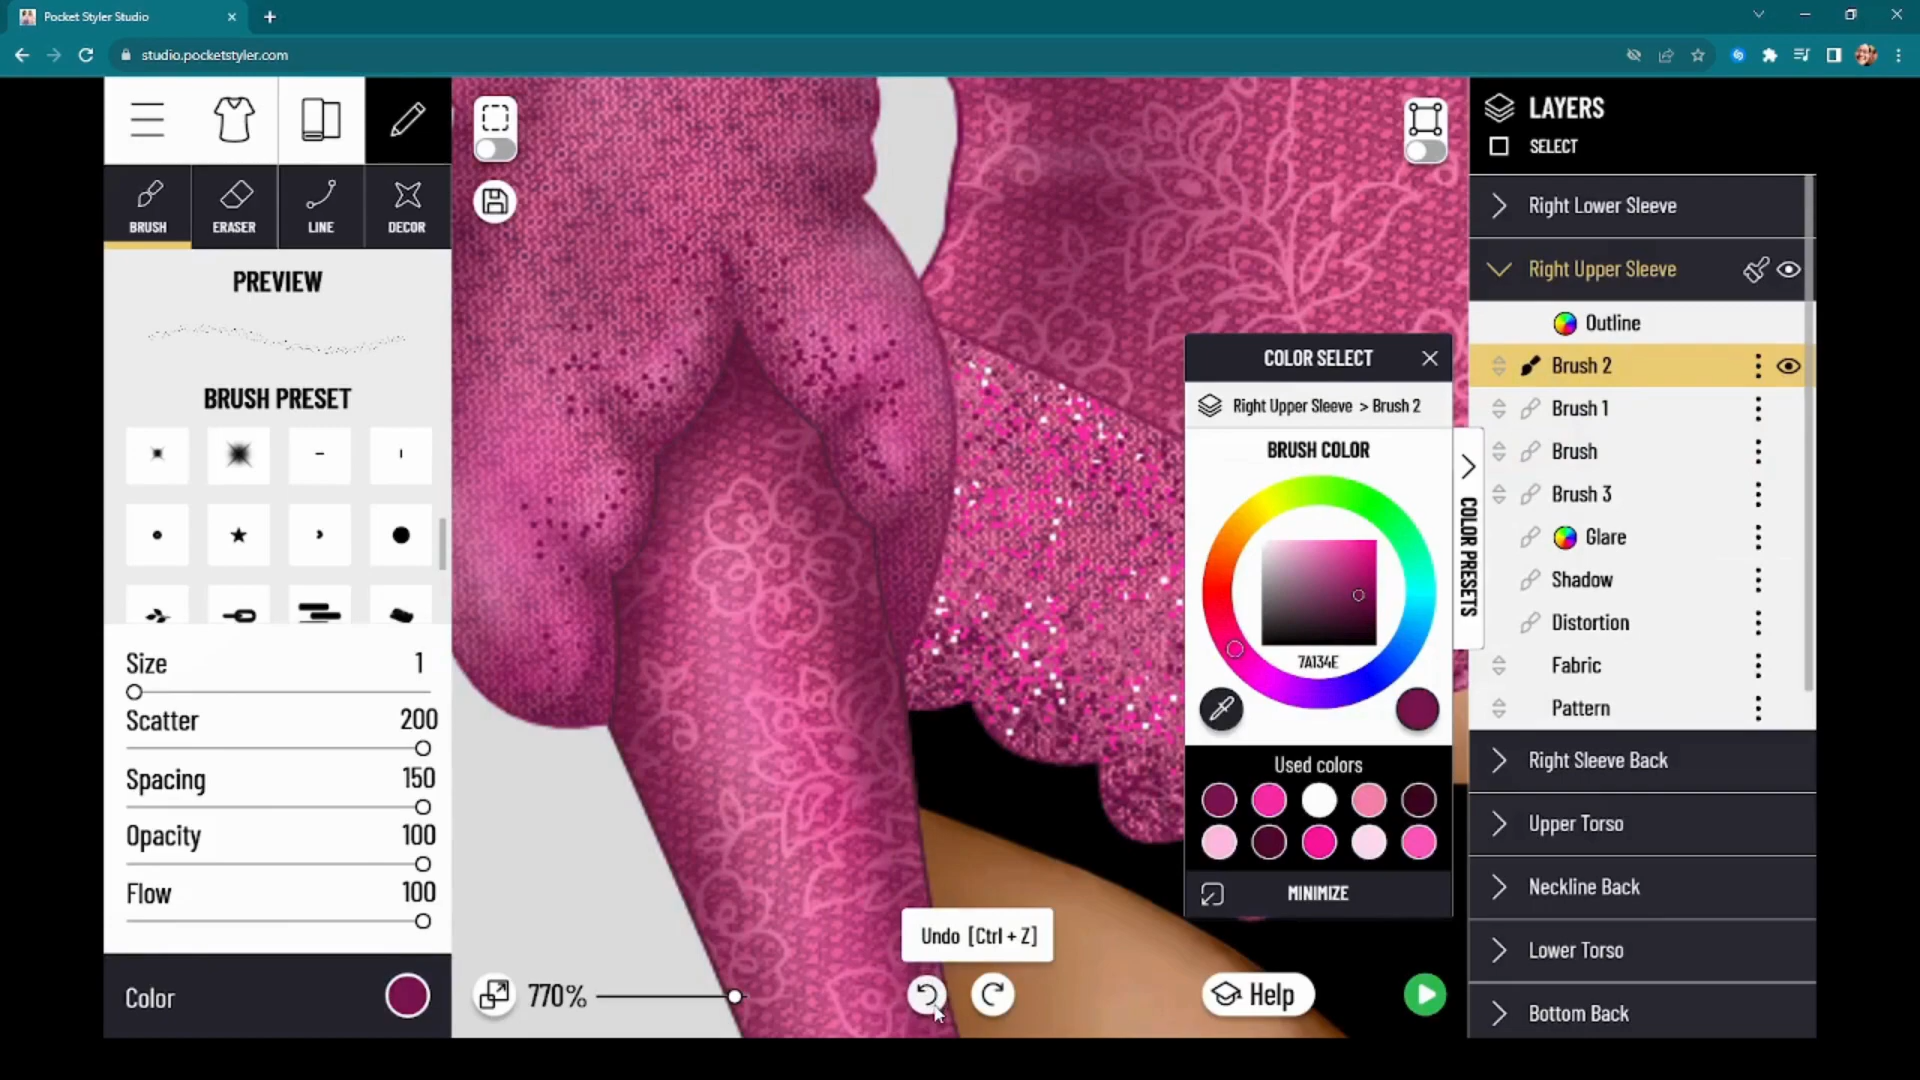 Pocket Styler Studio
studio.pocketstyler.com
BRUSH
ERASER
LINE
DECOR
PREVIEW
BRUSH PRESET
Size 1
Scatter 200
Spacing 150
Opacity 100
Flow 100
Color
770%
Undo [Ctrl + Z]
Help
COLOR SELECT
Right Upper Sleeve > Brush 2
BRUSH COLOR
7A134E
COLOR PRESETS
Used colors
MINIMIZE
LAYERS
SELECT
Right Lower Sleeve
Right Upper Sleeve
Outline
Brush 2
Brush 1
Brush
Brush 3
Glare
Shadow
Distortion
Fabric
Pattern
Right Sleeve Back
Upper Torso
Neckline Back
Lower Torso
Bottom Back